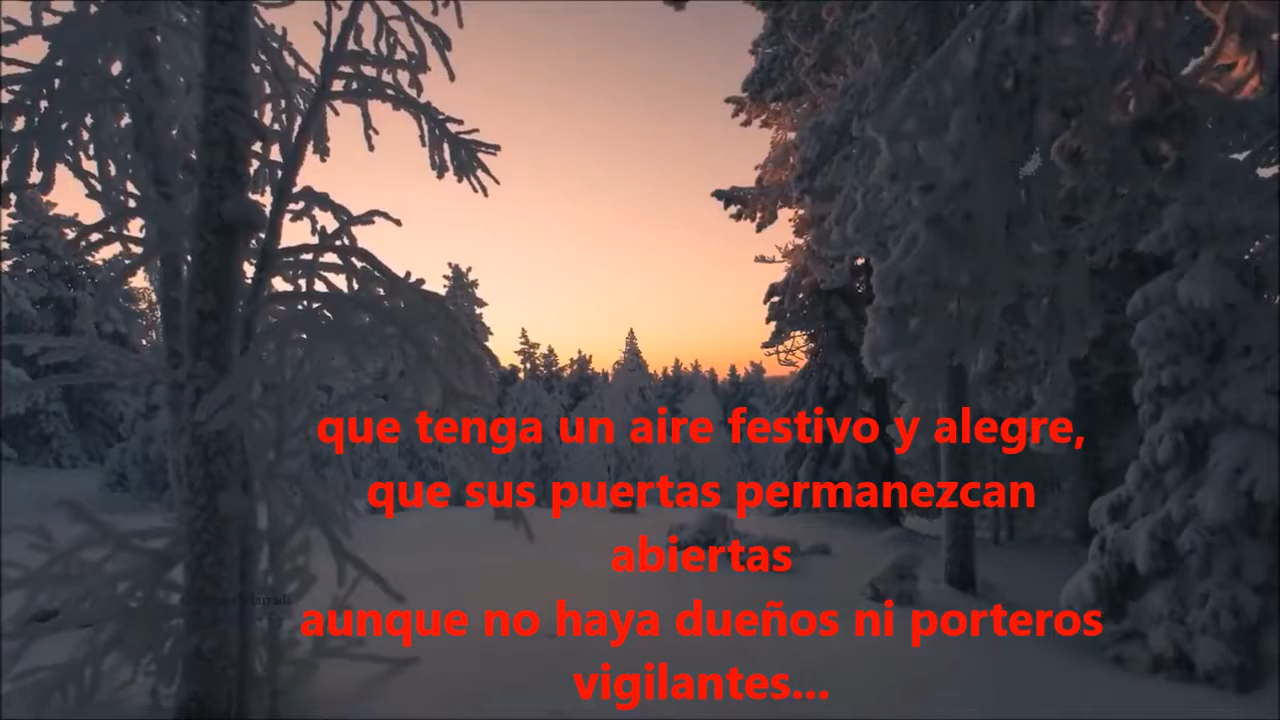 que tenga un aire festivo y alegre,
que sus puertas permanezcan
abiertas
aunque no haya dueños ni porteros
vigilantes...